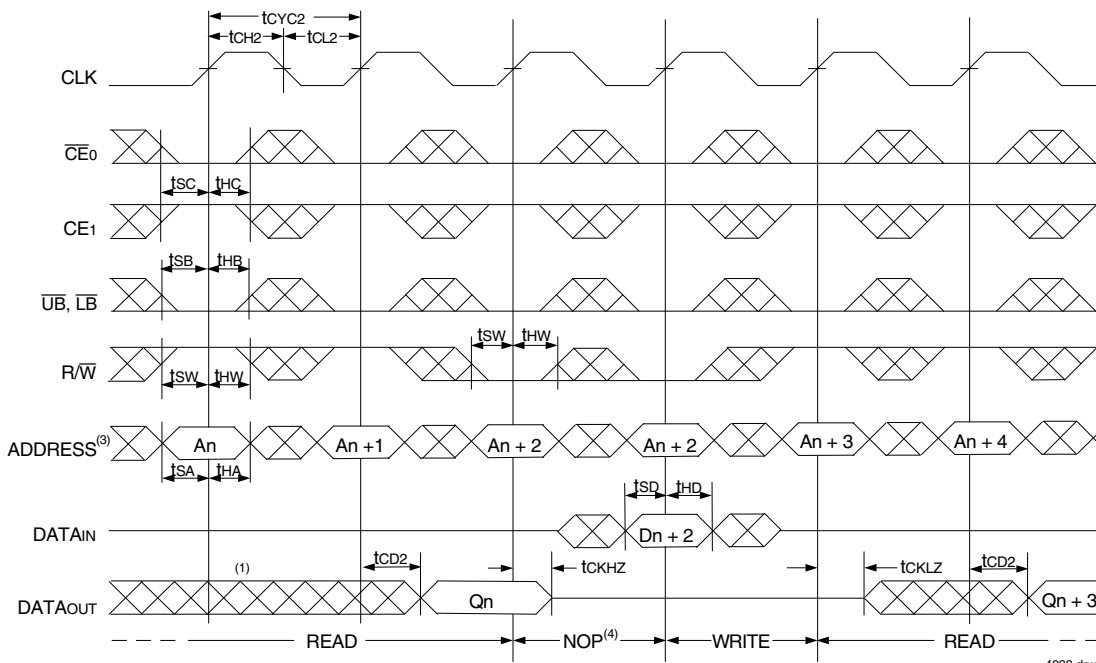 tCYC2
tCH2 tCL2
CLK
CE0
tSC tHC
CE1
tSB tHB
UB, LB
tSW tHW
R/W
tSW tHW
ADDRESS(3) An An +1 An + 2 An + 2 An + 3 An + 4
tSA tHA
tSD tHD
DATAIN Dn + 2
(1) tCD2 tCKHZ tCKLZ tCD2
DATAOUT Qn Qn + 3
READ NOP(4) WRITE READ